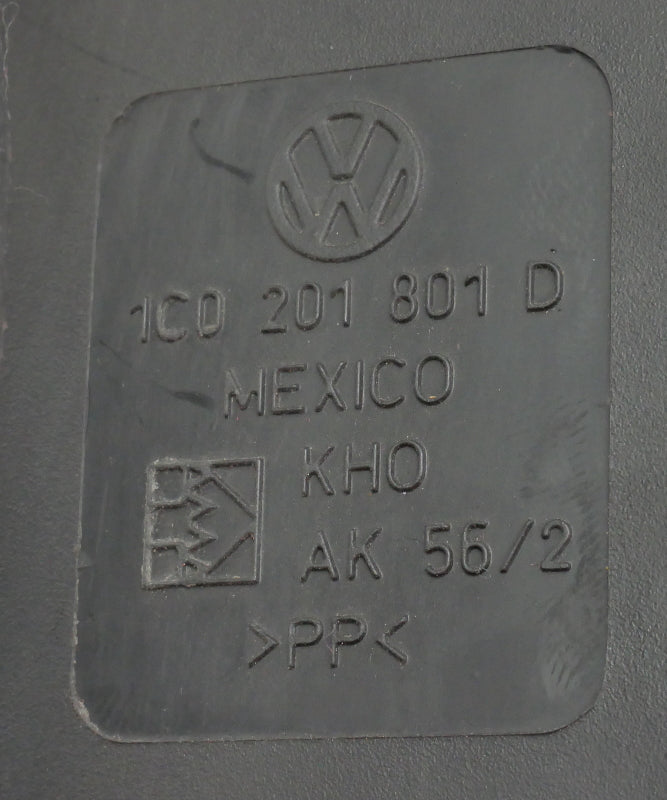 1C0 201 801 D
MEXICO
KHO
AK 56/2
>PP<